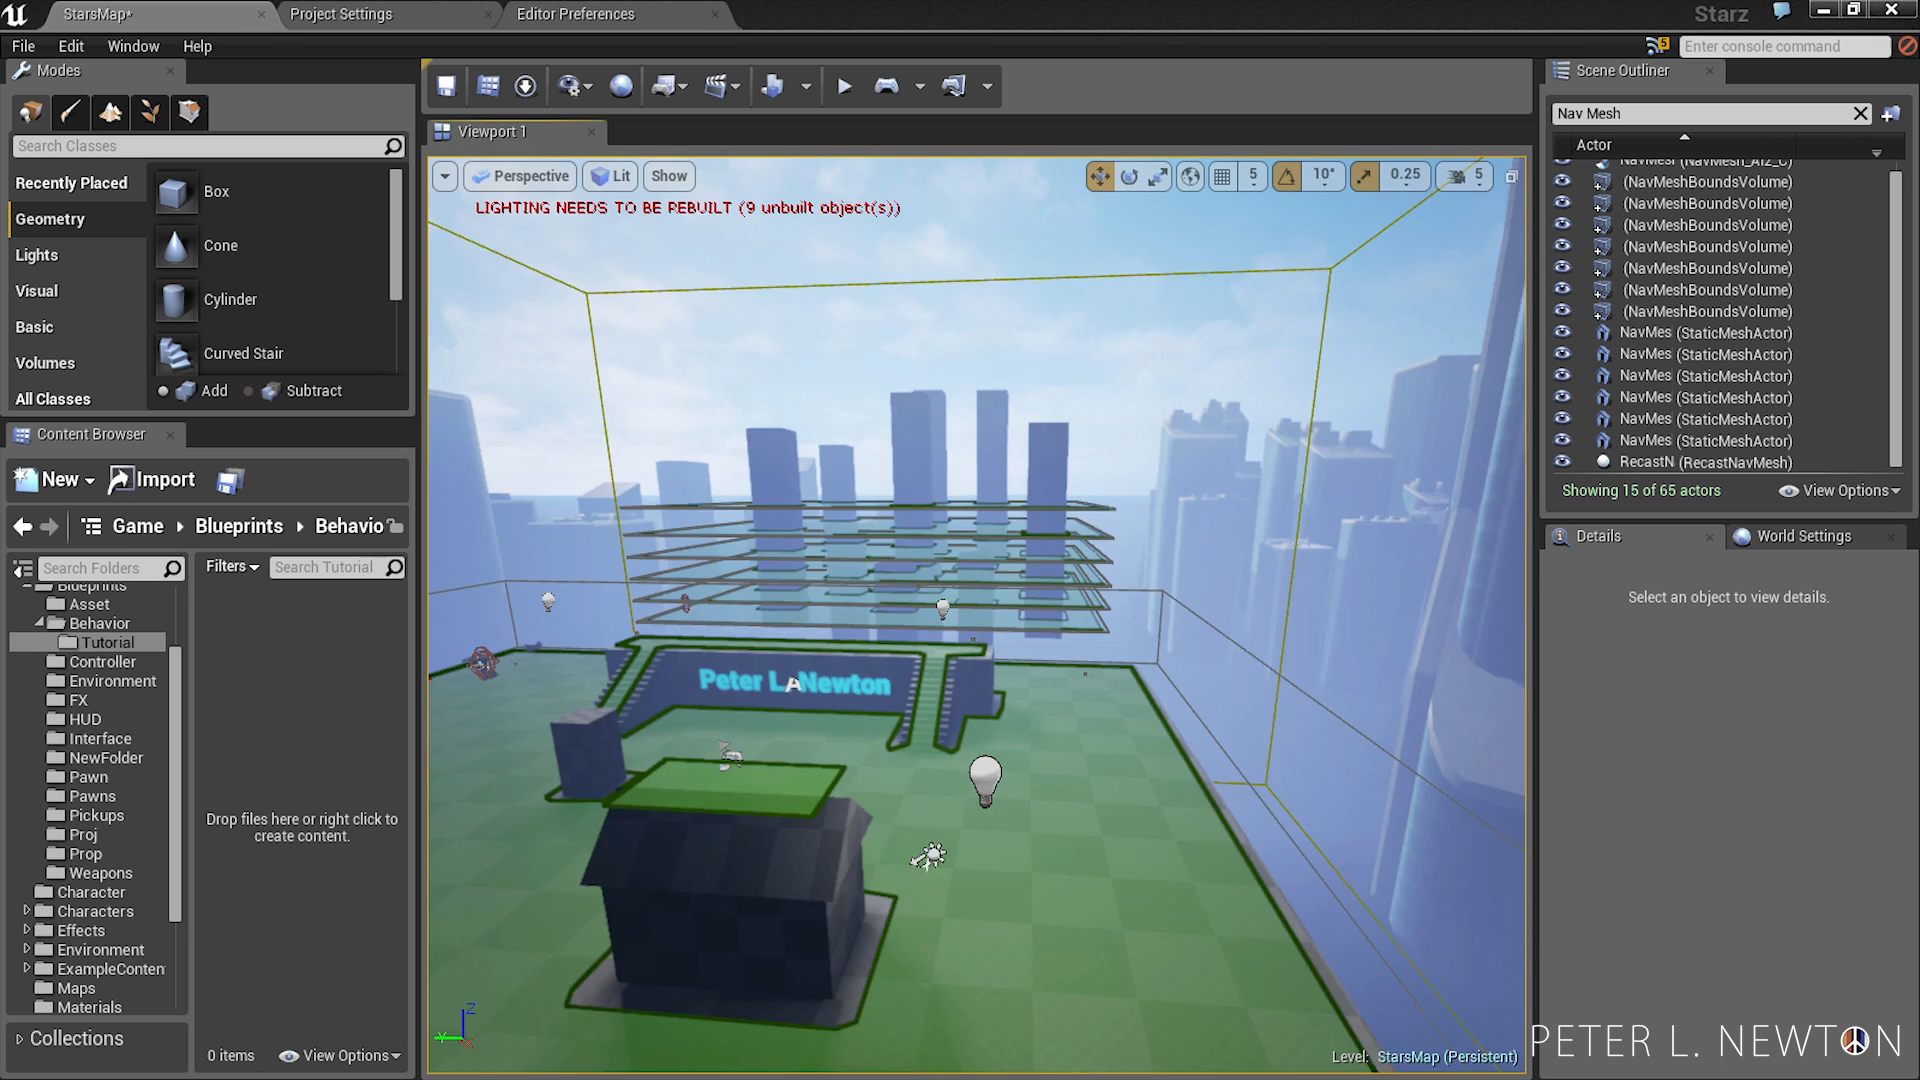 StarsMap*
Project Settings
Editor Preferences
Starz
File Edit Window Help
5
Enter console command
Modes
Search Classes
Recently Placed
Geometry
Lights
Visual
Basic
Volumes
All Classes
Box
Cone
Cylinder
Curved Stair
Add Subtract
Content Browser
New Import
Game Blueprints Behavio
Search Folders
Filters
Search Tutorial
Blueprints
Asset
Behavior
Tutorial
Controller
Environment
FX
HUD
Interface
NewFolder
Pawn
Pawns
Pickups
Proj
Prop
Weapons
Character
Characters
Effects
Environment
ExampleConten
Maps
Materials
Collections
Drop files here or right click to
create content.
0 items View Options
Viewport 1
Perspective Lit Show
5 10° 0.25 5
LIGHTING NEEDS TO BE REBUILT (9 unbuilt object(s))
Peter L. Newton
Z
Y
X
Level: StarsMap (Persistent)
Scene Outliner
Nav Mesh
Actor
NavMesh (NavMesh_AI2_C)
(NavMeshBoundsVolume)
(NavMeshBoundsVolume)
(NavMeshBoundsVolume)
(NavMeshBoundsVolume)
(NavMeshBoundsVolume)
(NavMeshBoundsVolume)
(NavMeshBoundsVolume)
NavMes (StaticMeshActor)
NavMes (StaticMeshActor)
NavMes (StaticMeshActor)
NavMes (StaticMeshActor)
NavMes (StaticMeshActor)
NavMes (StaticMeshActor)
RecastN (RecastNavMesh)
Showing 15 of 65 actors View Options
Details
World Settings
Select an object to view details.
PETER L. NEWTON